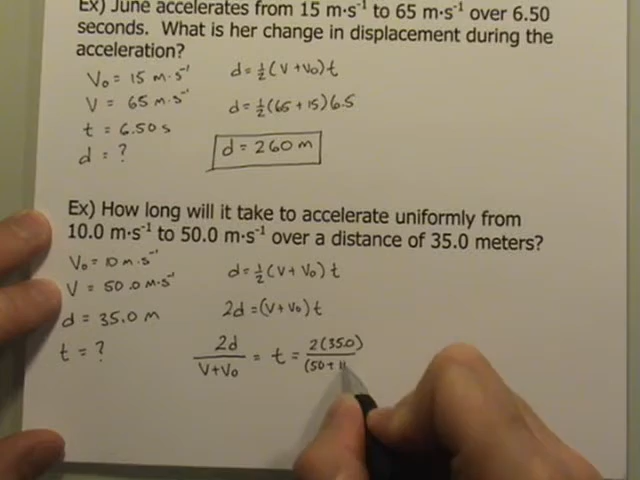 Ex) June accelerates from 15 m·s⁻¹ to 65 m·s⁻¹ over 6.50
seconds. What is her change in displacement during the
acceleration?
V₀ = 15 m·s⁻¹
d = ½(V + V₀)t
V = 65 m·s⁻¹
d = ½(65 + 15)6.5
t = 6.50 s
d = ?
d = 260 m
Ex) How long will it take to accelerate uniformly from
10.0 m·s⁻¹ to 50.0 m·s⁻¹ over a distance of 35.0 meters?
V₀ = 10 m·s⁻¹
d = ½(V + V₀)t
V = 50.0 m·s⁻¹
2d = (V + V₀)t
d = 35.0 m
t = ?
2d / V + V₀ = t = 2(35.0) / (50 +